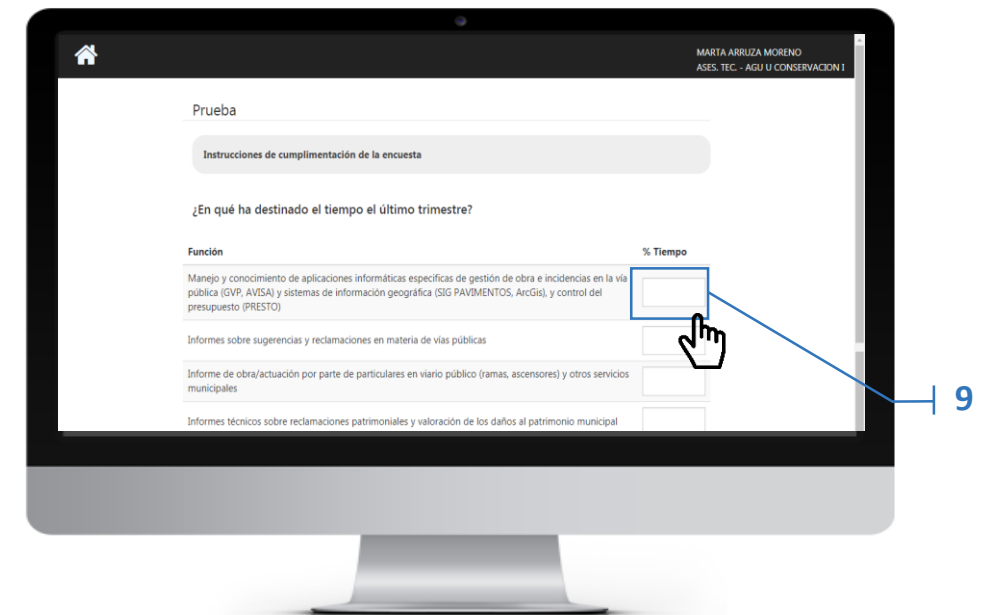 MARTA ARRUZA MORENO
ASES. TEC. - AGU U CONSERVACION I
Prueba
Instrucciones de cumplimentación de la encuesta
¿En qué ha destinado el tiempo el último trimestre?
Función % Tiempo
Manejo y conocimiento de aplicaciones informáticas especificas de gestión de obra e incidencias en la vía
pública (GVP, AVISA) y sistemas de información geográfica (SIG PAVIMENTOS, ArcGis), y control del
presupuesto (PRESTO)
Informes sobre sugerencias y reclamaciones en materia de vías públicas
Informe de obra/actuación por parte de particulares en viario público (ramas, ascensores) y otros servicios
municipales
Informes técnicos sobre reclamaciones patrimoniales y valoración de los daños al patrimonio municipal
9